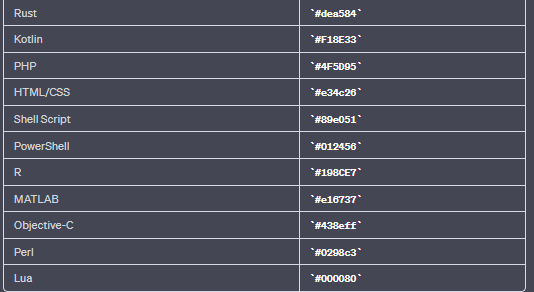 Rust `#dea584`
Kotlin `#F18E33`
PHP `#4F5D95`
HTML/CSS `#e34c26`
Shell Script `#89e051`
PowerShell `#012456`
R `#198CE7`
MATLAB `#e16737`
Objective-C `#438eff`
Perl `#0298c3`
Lua `#000080`